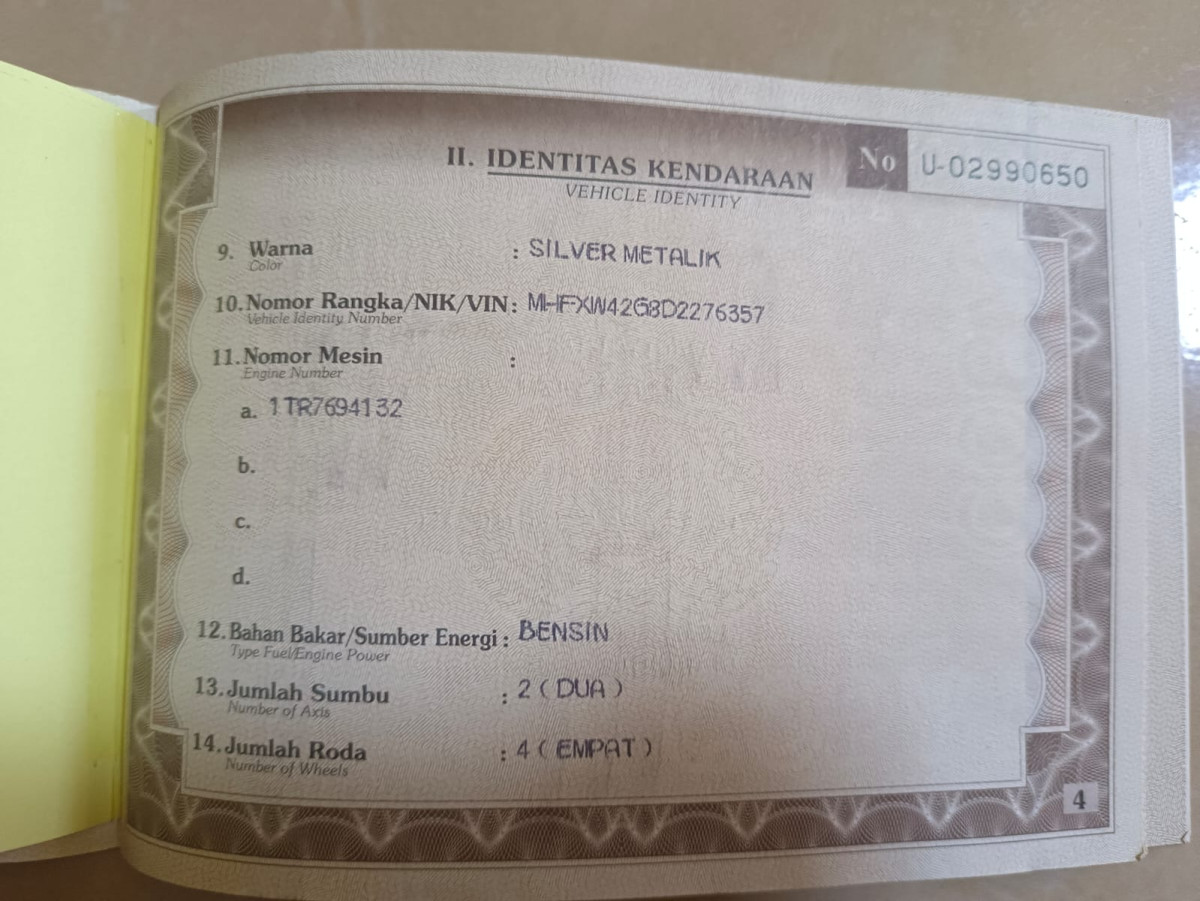 II. IDENTITAS KENDARAAN
VEHICLE IDENTITY
No U-02990650
9. Warna : SILVER METALIK
Color
10. Nomor Rangka/NIK/VIN : MHFXW42G8D2276357
Vehicle Identity Number
11. Nomor Mesin :
Engine Number
a. 1TR7694132
b.
c.
d.
12. Bahan Bakar/Sumber Energi : BENSIN
Type Fuel/Engine Power
13. Jumlah Sumbu : 2 ( DUA )
Number of Axis
14. Jumlah Roda : 4 ( EMPAT )
Number of Wheels
4